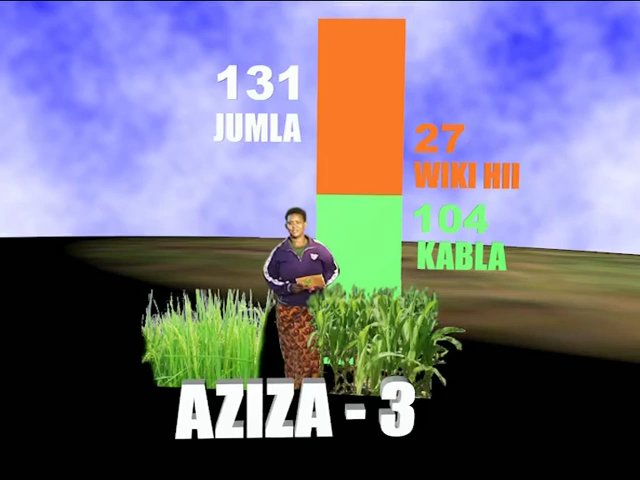 131
JUMLA
27
WIKI HII
104
KABLA
AZIZA - 3